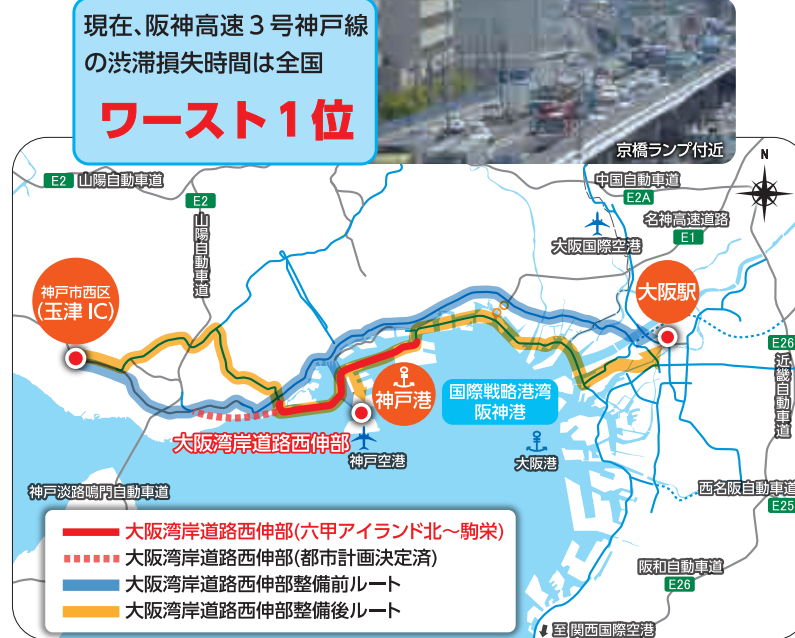 現在、阪神高速３号神戸線
の渋滞損失時間は全国
ワースト１位
京橋ランプ付近
N
E2 山陽自動車道
E2
山陽自動車道
中国自動車道
E2A
名神高速道路
E1
大阪国際空港
神戸市西区
(玉津IC)
大阪駅
E26
近畿自動車道
神戸港
国際戦略港湾
阪神港
大阪湾岸道路西伸部
神戸空港
大阪港
神戸淡路鳴門自動車道
西名阪自動車道
E25
大阪湾岸道路西伸部(六甲アイランド北～駒栄)
大阪湾岸道路西伸部(都市計画決定済)
大阪湾岸道路西伸部整備前ルート
大阪湾岸道路西伸部整備後ルート
阪和自動車道
E26
至 関西国際空港